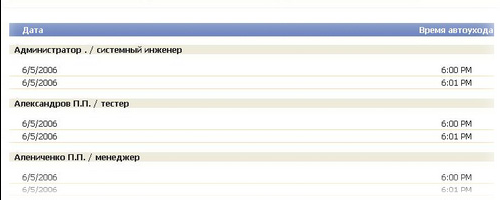 Дата Время автоухода
Администратор . / системный инженер
6/5/2006 6:00 PM
6/5/2006 6:01 PM
Александров П.П. / тестер
6/5/2006 6:00 PM
6/5/2006 6:01 PM
Алениченко П.П. / менеджер
6/5/2006 6:00 PM
6/5/2006 6:01 PM